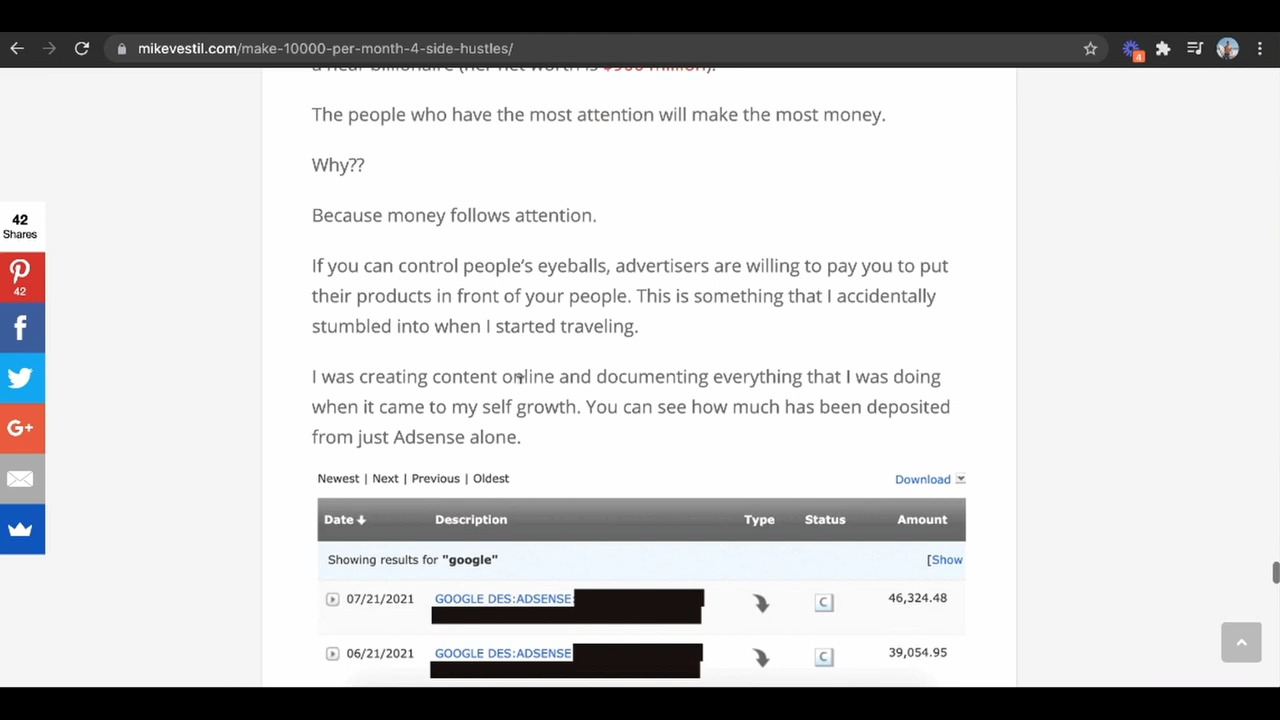 mikevestil.com/make-10000-per-month-4-side-hustles/
4
The people who have the most attention will make the most money.
Why??
Because money follows attention.
If you can control people's eyeballs, advertisers are willing to pay you to put
their products in front of your people. This is something that I accidentally
stumbled into when I started traveling.
I was creating content online and documenting everything that I was doing
when it came to my self growth. You can see how much has been deposited
from just Adsense alone.
42
Shares
42
G+
Newest | Next | Previous | Oldest
Download
Date Description Type Status Amount
Showing results for "google" [Show
07/21/2021 GOOGLE DES:ADSENSE: C 46,324.48
06/21/2021 GOOGLE DES:ADSENSE C 39,054.95